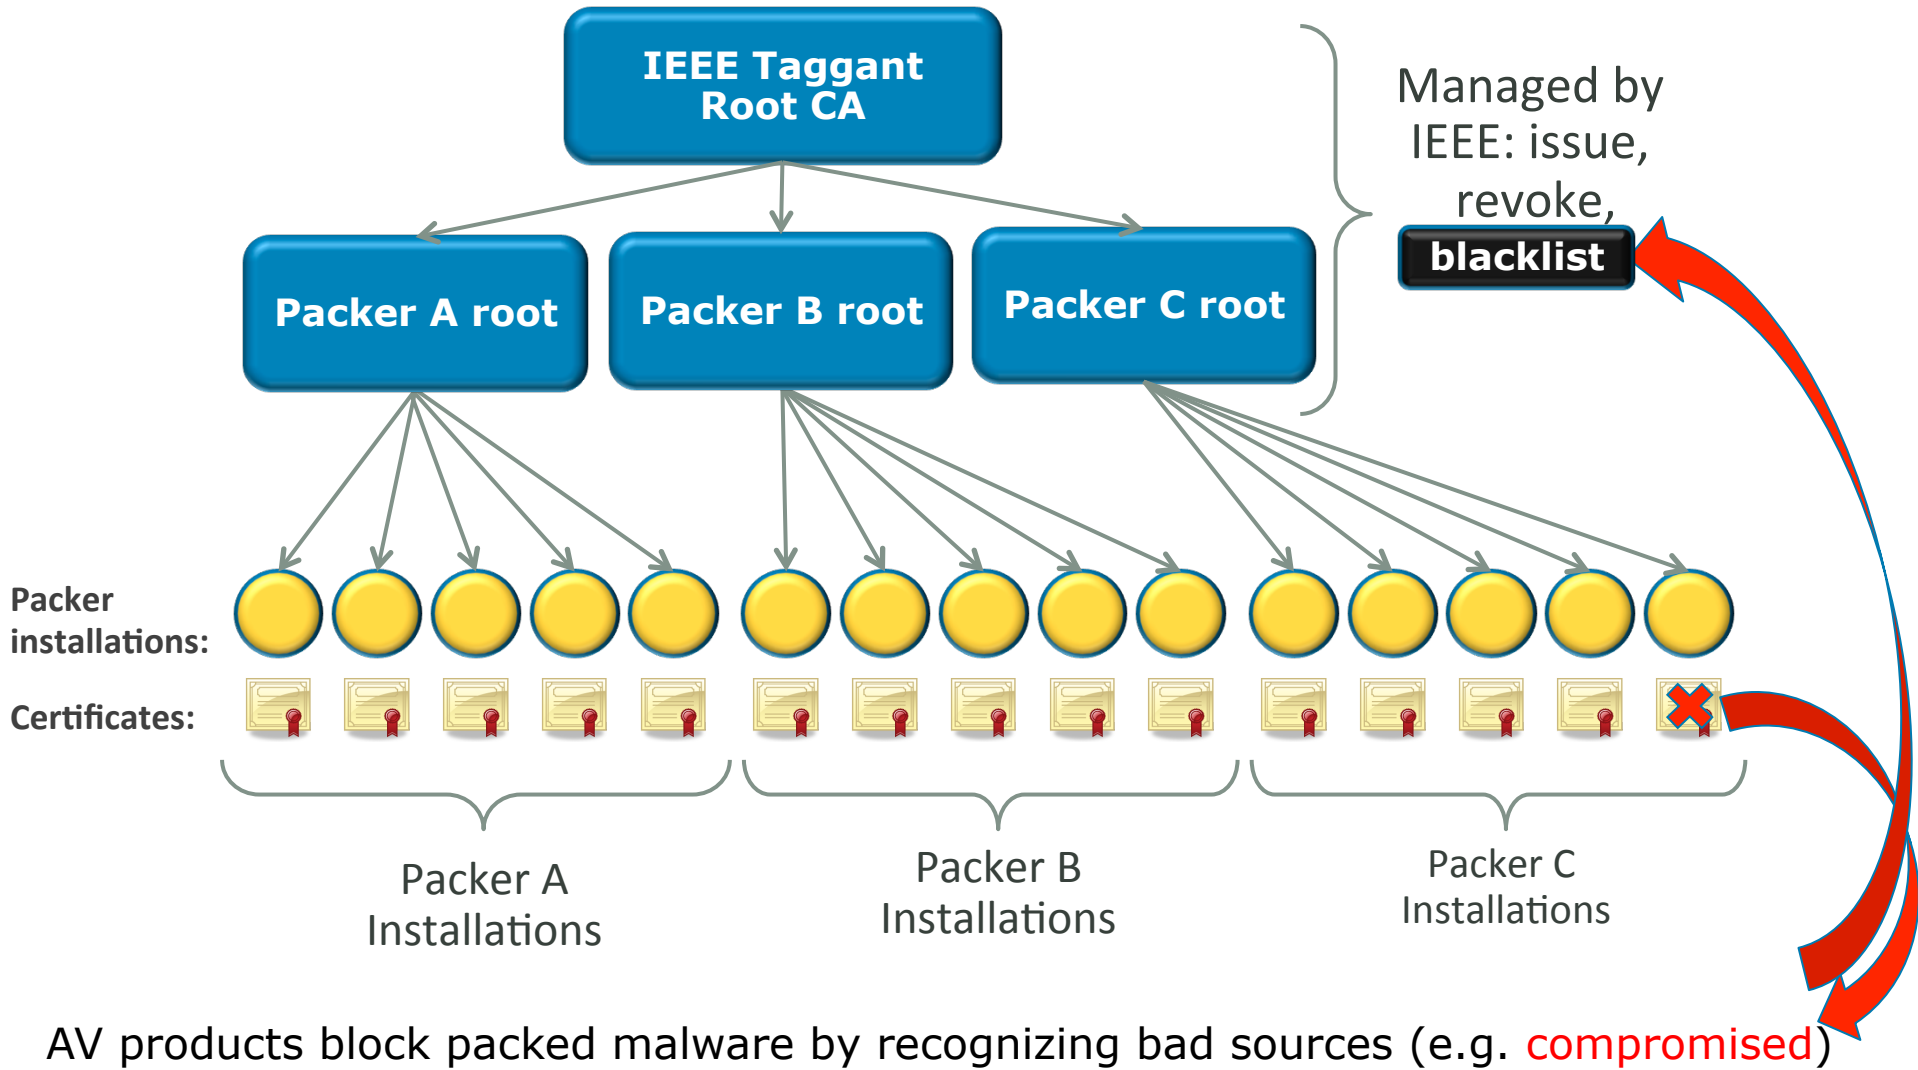 IEEE Taggant
Root CA
Managed by
IEEE: issue,
revoke,
blacklist
Packer A root
Packer B root
Packer C root
Packer
installations:
Certificates:
Packer A
Installations
Packer B
Installations
Packer C
Installations
AV products block packed malware by recognizing bad sources (e.g. compromised)